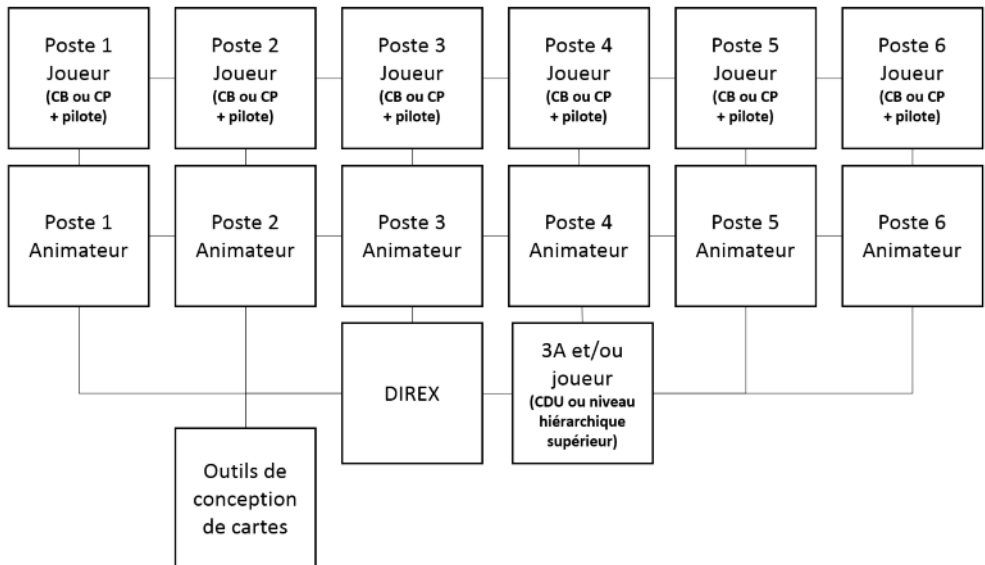 Poste 1
Joueur
(CB ou CP
+ pilote)
Poste 2
Joueur
(CB ou CP
+ pilote)
Poste 3
Joueur
(CB ou CP
+ pilote)
Poste 4
Joueur
(CB ou CP
+ pilote)
Poste 5
Joueur
(CB ou CP
+ pilote)
Poste 6
Joueur
(CB ou CP
+ pilote)
Poste 1
Animateur
Poste 2
Animateur
Poste 3
Animateur
Poste 4
Animateur
Poste 5
Animateur
Poste 6
Animateur
DIREX
3A et/ou
joueur
(CDU ou niveau
hiérarchique
supérieur)
Outils de
conception
de cartes